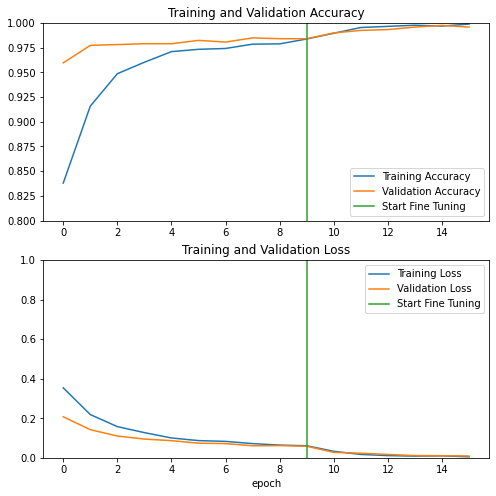 Training and Validation Accuracy
1.000
0.975
0.950
0.925
0.900
0.875
0.850
0.825
0.800
Training Accuracy
Validation Accuracy
Start Fine Tuning
0 2 4 6 8 10 12 14
Training and Validation Loss
1.0
0.8
0.6
0.4
0.2
0.0
Training Loss
Validation Loss
Start Fine Tuning
0 2 4 6 8 10 12 14
epoch